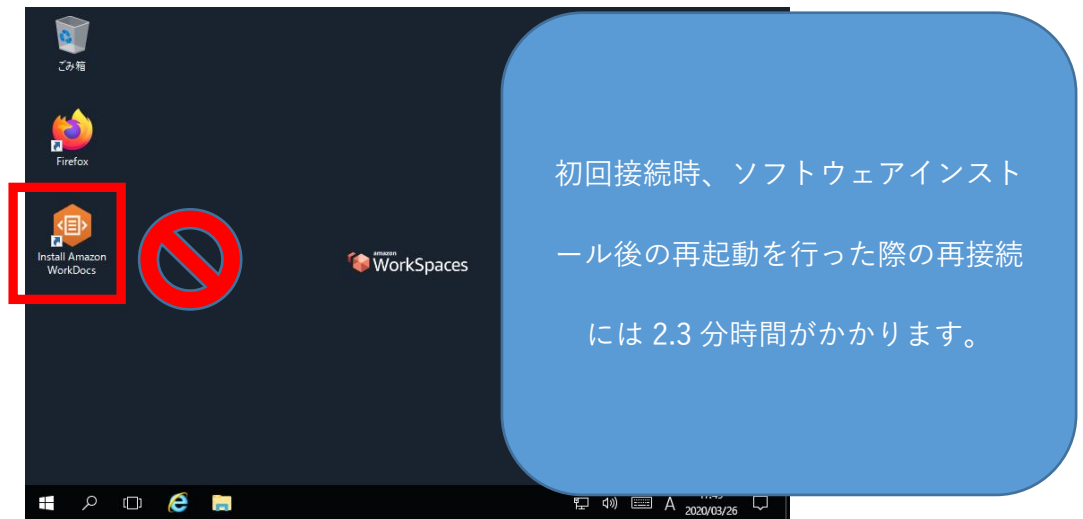 ごみ箱
Firefox
Install Amazon
WorkDocs
amazon
WorkSpaces
初回接続時、ソフトウェアインスト
ール後の再起動を行った際の再接続
には 2.3 分時間がかかります。
A
2020/03/26